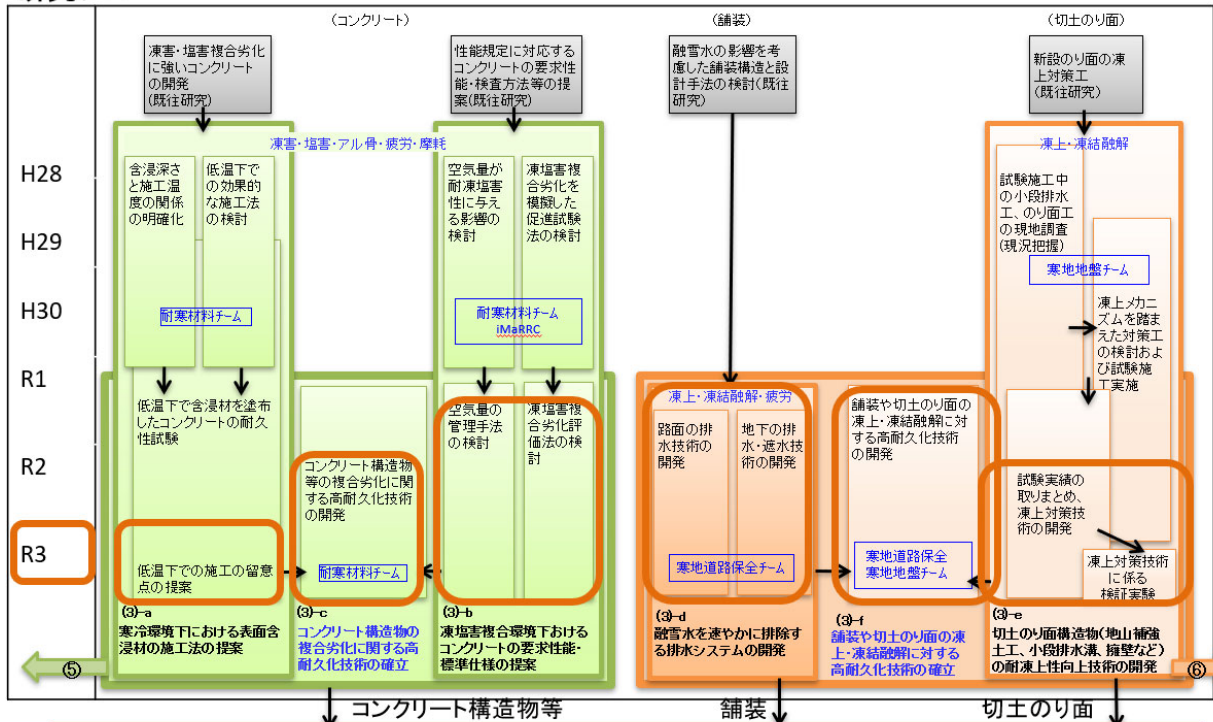 (コンクリート)
(舗装)
(切土のり面)
凍害・塩害複合劣化
に強いコンクリート
の開発
(既往研究)
性能規定に対応する
コンクリートの要求性
能・検査方法等の提
案(既往研究)
融雪水の影響を考
慮した舗装構造と設
計手法の検討(既往
研究)
新設のり面の凍
上対策工
(既往研究)
H28
H29
H30
R1
R2
R3
凍害・塩害・アル骨・疲労・摩耗
含浸深さ
と施工温
度の関係
の明確化
低温下で
の効果的
な施工法
の検討
空気量が
耐凍塩害
性に与え
る影響の
検討
凍塩害複
合劣化を
模擬した
促進試験
法の検討
耐寒材料チーム
耐寒材料チーム
iMaRRC
低温下で含浸材を塗布
したコンクリートの耐久
性試験
空気量の
管理手法
の検討
凍塩害複
合劣化評
価法の検
討
コンクリート構造物
等の複合劣化に関
する高耐久化技術
の開発
低温下での施工の留意
点の提案
耐寒材料チーム
(3)-a
寒冷環境下における表面含
浸材の施工法の提案
(3)-c
コンクリート構造物の
複合劣化に関する高
耐久化技術の確立
(3)-b
凍塩害複合環境下おける
コンクリートの要求性能・
標準仕様の提案
⑤
凍上・凍結融解
試験施工中
の小段排水
工、のり面工
の現地調査
(現況把握)
寒地地盤チーム
凍上メカ
ニズムを踏ま
えた対策工
の検討およ
び試験施
工実施
凍上・凍結融解・疲労
路面の排
水技術の
開発
地下の排
水・遮水技
術の開発
舗装や切土のり面の
凍上・凍結融解に対
する高耐久化技術
の開発
試験実績の
取りまとめ、
凍上対策技
術の開発
寒地道路保全チーム
寒地道路保全チーム
寒地地盤チーム
凍上対策技術
に係る
検証実験
(3)-d
融雪水を速やかに排除す
る排水システムの開発
(3)-f
舗装や切土のり面の凍
上・凍結融解に対する
高耐久化技術の確立
(3)-e
切土のり面構造物(地山補強
土工、小段排水溝、擁壁など)
の耐凍上性向上技術の開発
⑥
コンクリート構造物等
舗装
切土のり面